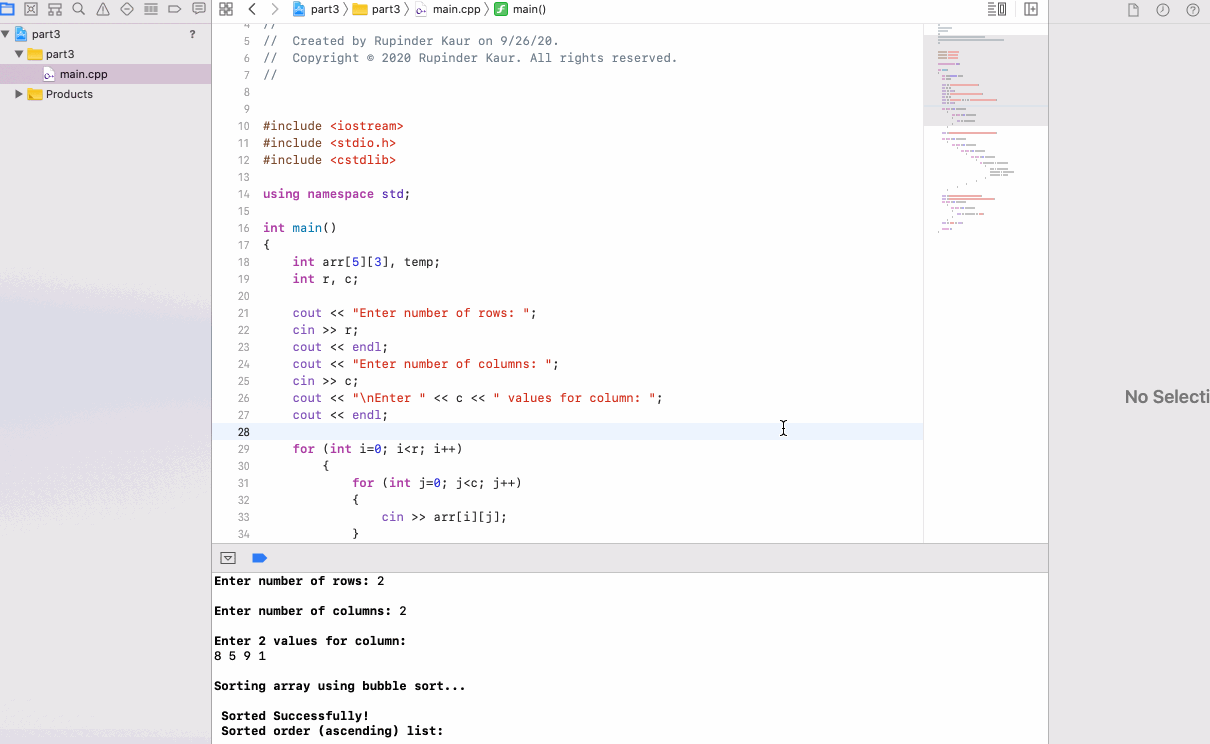 part3 part3 main.cpp main()
part3 ?
part3
main.cpp
Products
4 //
5 //  Created by Rupinder Kaur on 9/26/20.
6 //  Copyright © 2020 Rupinder Kaur. All rights reserved.
7 //
8
9
10 #include <iostream>
11 #include <stdio.h>
12 #include <cstdlib>
13
14 using namespace std;
15
16 int main()
17 {
18     int arr[5][3], temp;
19     int r, c;
20
21     cout << "Enter number of rows: ";
22     cin >> r;
23     cout << endl;
24     cout << "Enter number of columns: ";
25     cin >> c;
26     cout << "\nEnter " << c << " values for column: ";
27     cout << endl;
28
29     for (int i=0; i<r; i++)
30         {
31             for (int j=0; j<c; j++)
32             {
33                 cin >> arr[i][j];
34             }
No Selecti
Enter number of rows: 2
Enter number of columns: 2
Enter 2 values for column:
8 5 9 1
Sorting array using bubble sort...
Sorted Successfully!
Sorted order (ascending) list: